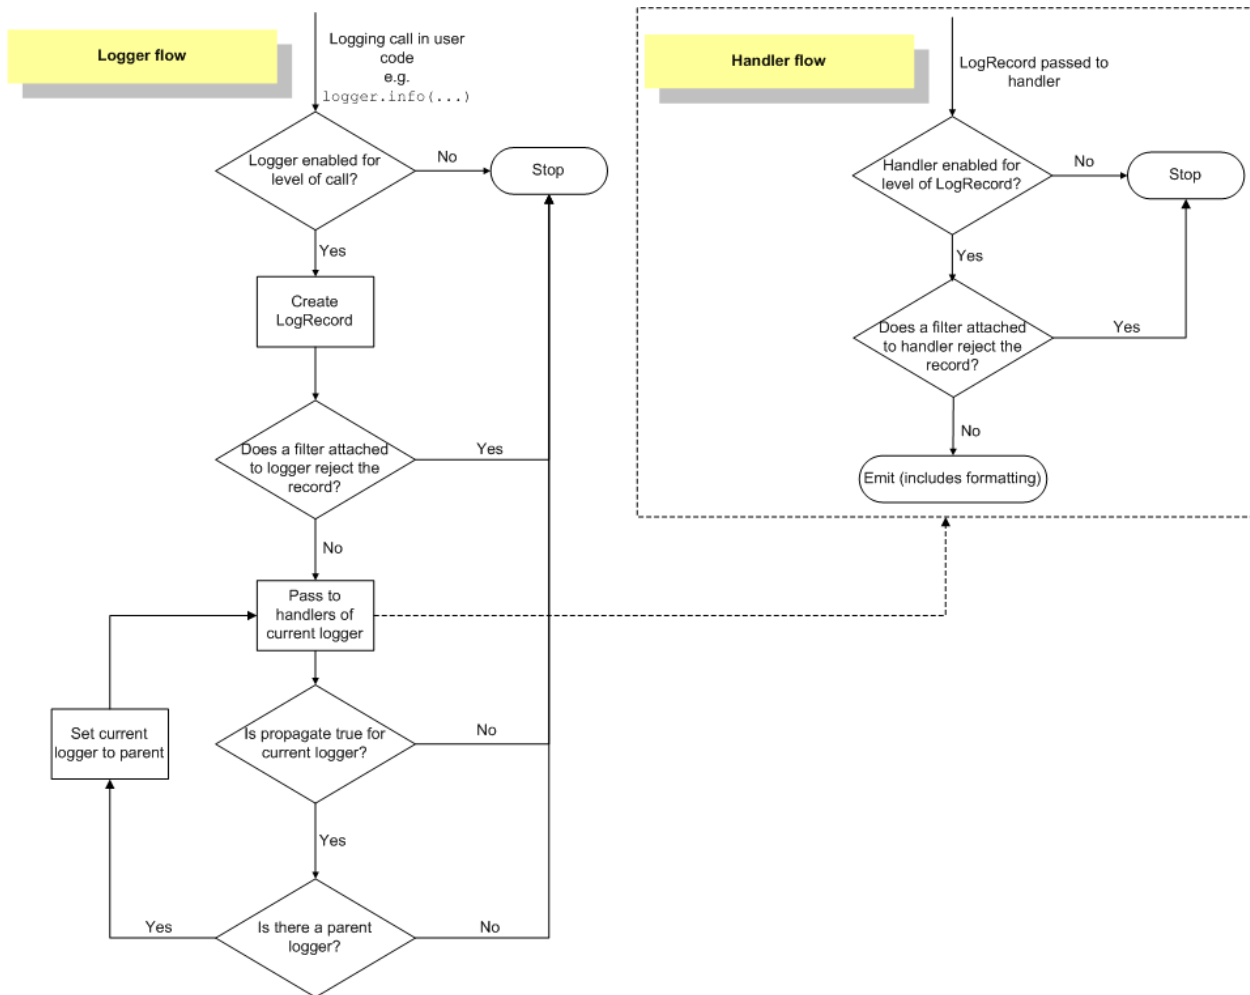 Logger flow
Logging call in user
code
e.g.
logger.info(...)
Logger enabled for
level of call?
No
Stop
Yes
Create
LogRecord
Does a filter attached
to logger reject the
record?
Yes
No
Pass to
handlers of
current logger
Set current
logger to parent
Is propagate true for
current logger?
No
Yes
Is there a parent
logger?
Yes
No
Handler flow
LogRecord passed to
handler
Handler enabled for
level of LogRecord?
No
Stop
Yes
Does a filter attached
to handler reject the
record?
Yes
No
Emit (includes formatting)